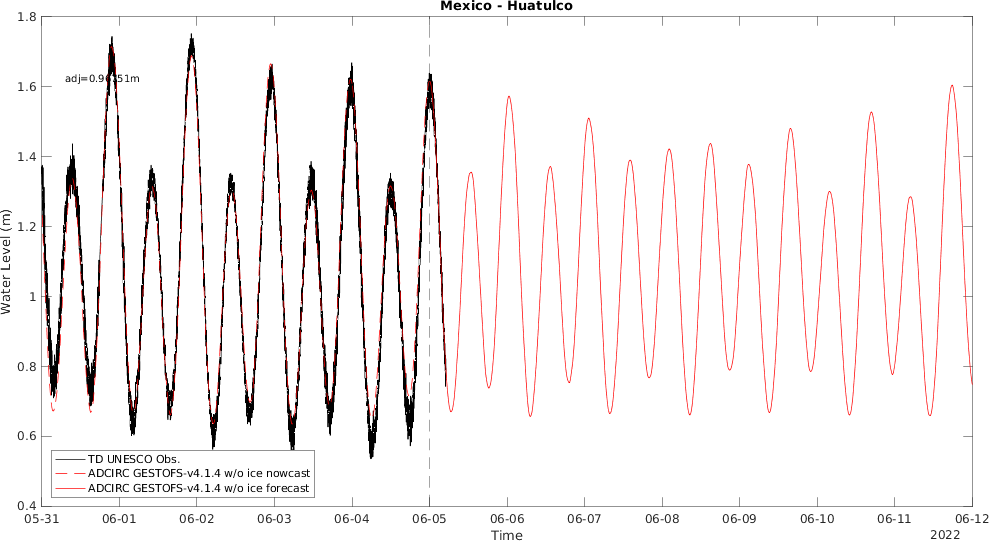 Mexico - Huatulco
1.8
1.6
1.4
1.2
1
0.8
0.6
0.4
Water Level (m)
TD UNESCO Obs.
ADCIRC GESTOFS-v4.1.4 w/o ice nowcast
ADCIRC GESTOFS-v4.1.4 w/o ice forecast
05-31 06-01 06-02 06-03 06-04 06-05 06-06 06-07 06-08 06-09 06-10 06-11 06-12
Time
2022